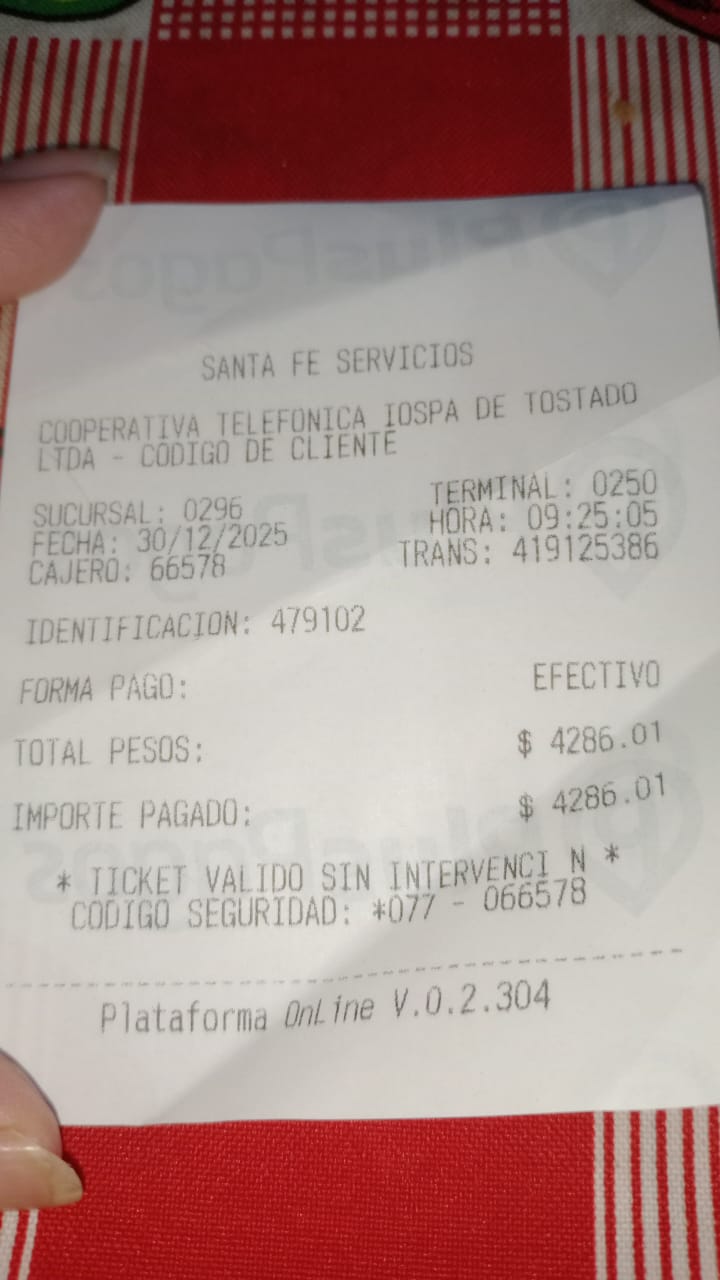 SANTA FE SERVICIOS
COOPERATIVA TELEFONICA IOSPA DE TOSTADO
LTDA - CODIGO DE CLIENTE
SUCURSAL: 0296 TERMINAL: 0250
FECHA: 30/12/2025 HORA: 09:25:05
CAJERO: 66578 TRANS: 419125386
IDENTIFICACION: 479102
FORMA PAGO: EFECTIVO
TOTAL PESOS: $ 4286.01
IMPORTE PAGADO: $ 4286.01
* TICKET VALIDO SIN INTERVENCI N *
CODIGO SEGURIDAD: *077 - 066578
Plataforma OnLine V.0.2.304